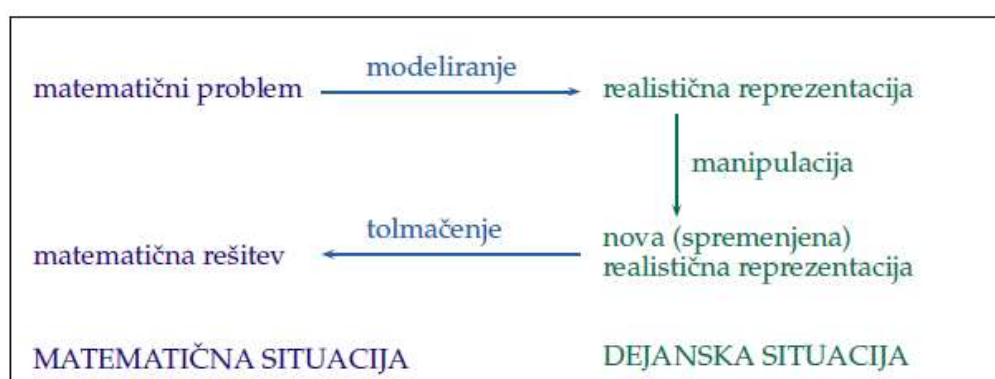 modeliranje
matematični problem
realistična reprezentacija
manipulacija
tolmačenje
nova (spremenjena)
matematična rešitev
realistična reprezentacija
MATEMATIČNA SITUACIJA
DEJANSKA SITUACIJA